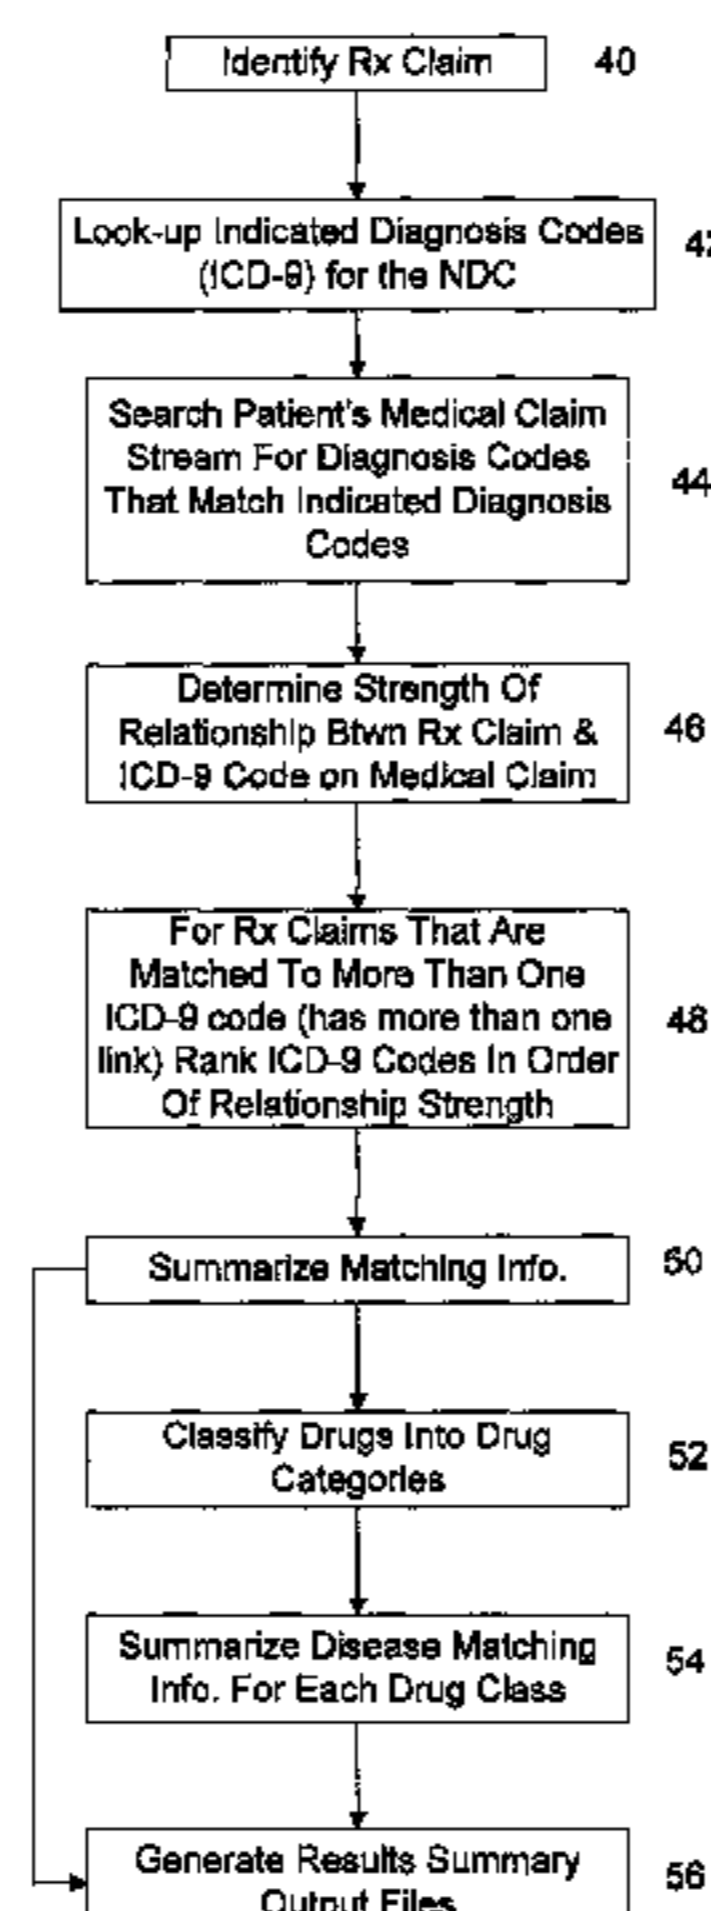 Identify Rx Claim 40
Look-up Indicated Diagnosis Codes
(ICD-9) for the NDC
Search Patient's Medical Claim
Stream For Diagnosis Codes
That Match Indicated Diagnosis
Codes
44
Determine Strength Of
Relationship Btwn Rx Claim &
ICD-9 Code on Medical Claim
46
For Rx Claims That Are
Matched To More Than One
ICD-9 code (has more than one
link) Rank ICD-9 Codes In Order
Of Relationship Strength
48
Summarize Matching Info. 50
Classify Drugs Into Drug
Categories
52
Summarize Disease Matching
Info. For Each Drug Class
54
Generate Results Summary
Output Files
56